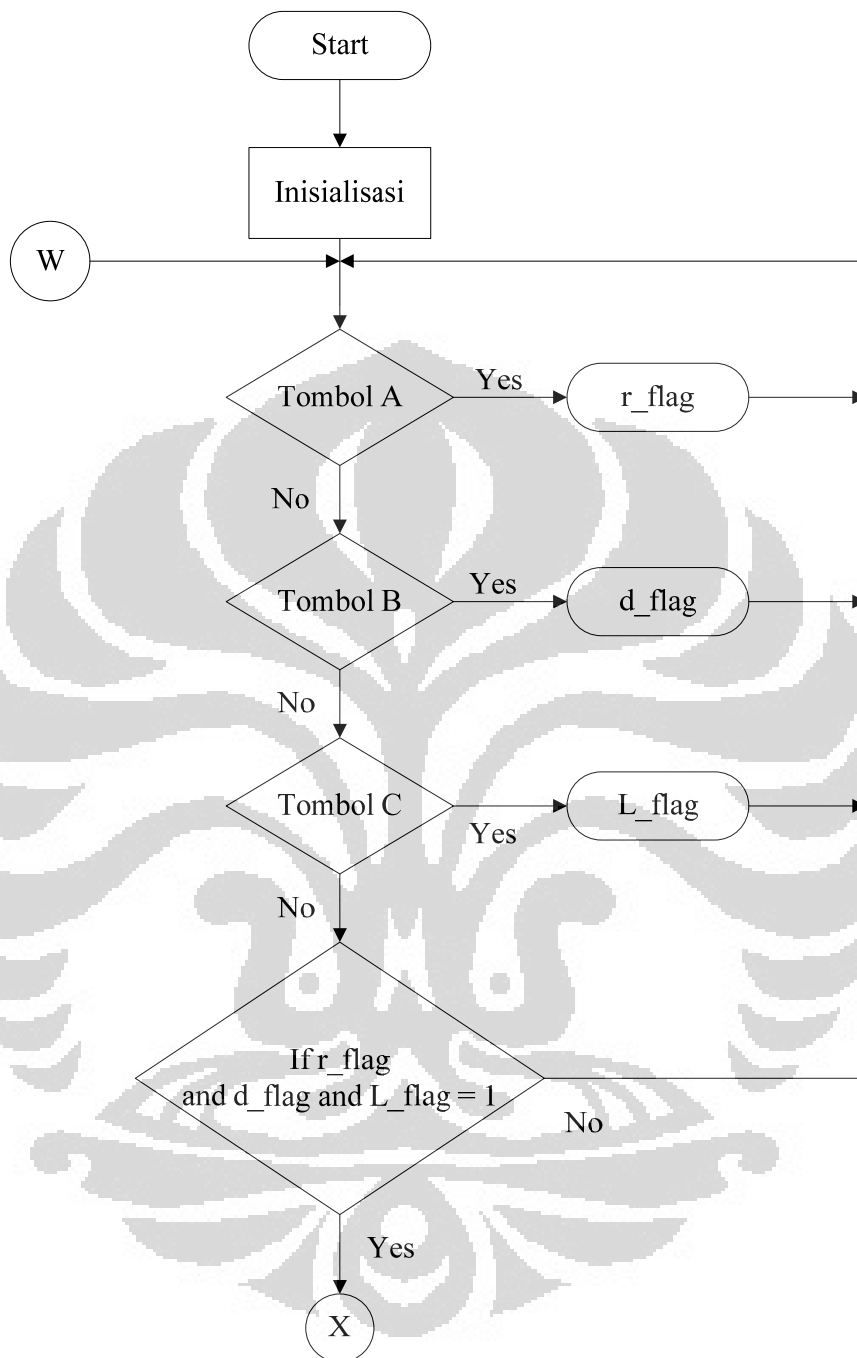 Start
Inisialisasi
W
Tombol A
Yes
r_flag
No
Tombol B
Yes
d_flag
No
Tombol C
Yes
L_flag
No
If r_flag
and d_flag and L_flag = 1
No
Yes
X